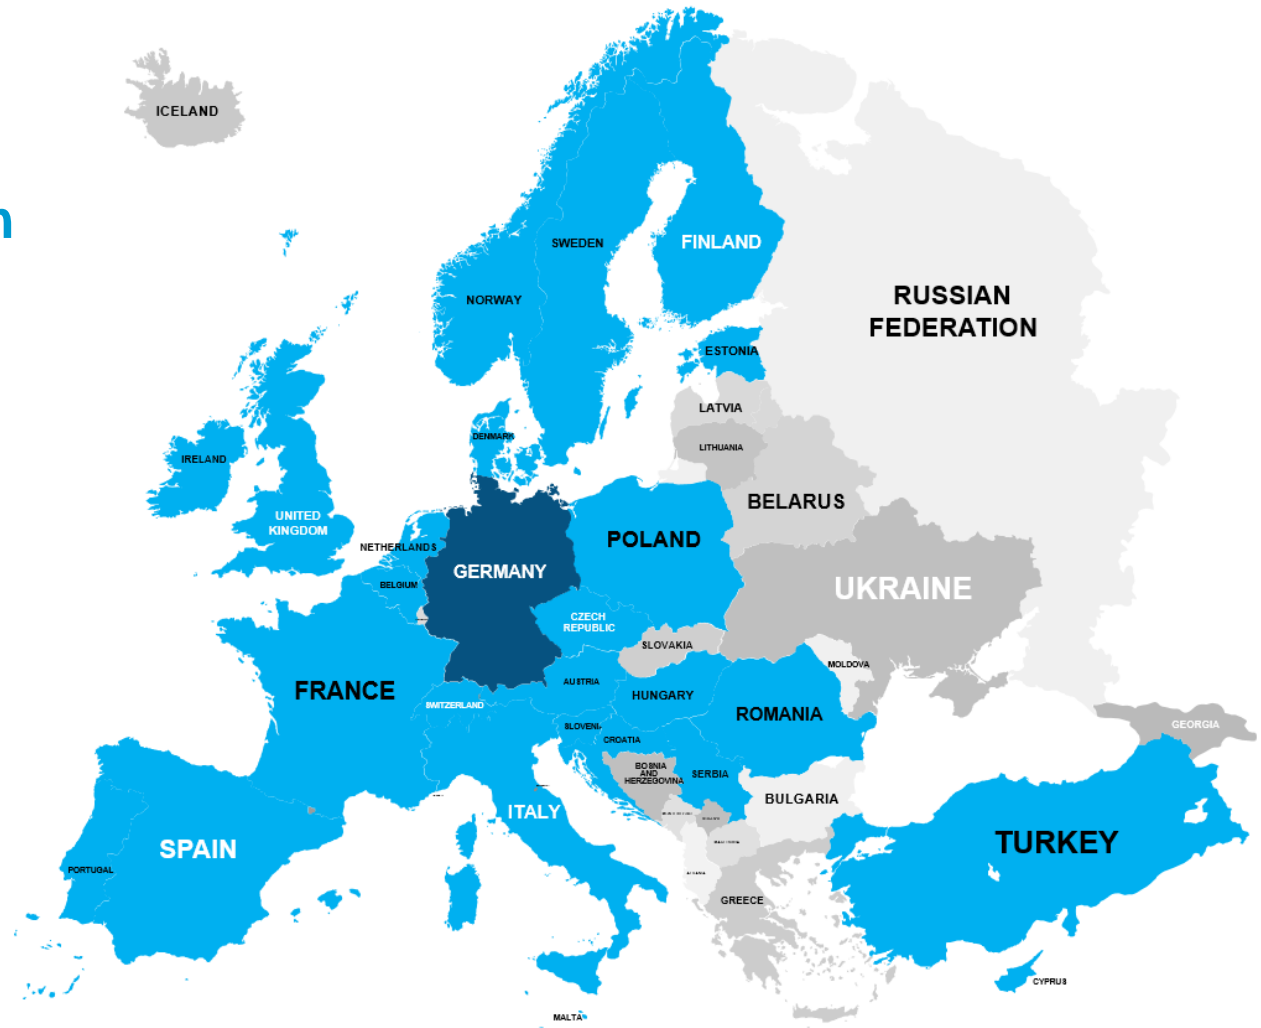 ICELAND
n
SWEDEN
FINLAND
NORWAY
RUSSIAN
FEDERATION
ESTONIA
LATVIA
DENMARK
LITHUANIA
IRELAND
BELARUS
UNITED
KINGDOM
POLAND
NETHERLANDS
GERMANY
BELGIUM
UKRAINE
CZECH
REPUBLIC
SLOVAKIA
MOLDOVA
AUSTRIA
FRANCE
HUNGARY
SWITZERLAND
ROMANIA
GEORGIA
SLOVENI
CROATIA
BOSNIA
AND
HERZEGOVINA
SERBIA
BULGARIA
ITALY
TURKEY
SPAIN
PORTUGAL
GREECE
CYPRUS
MALTA